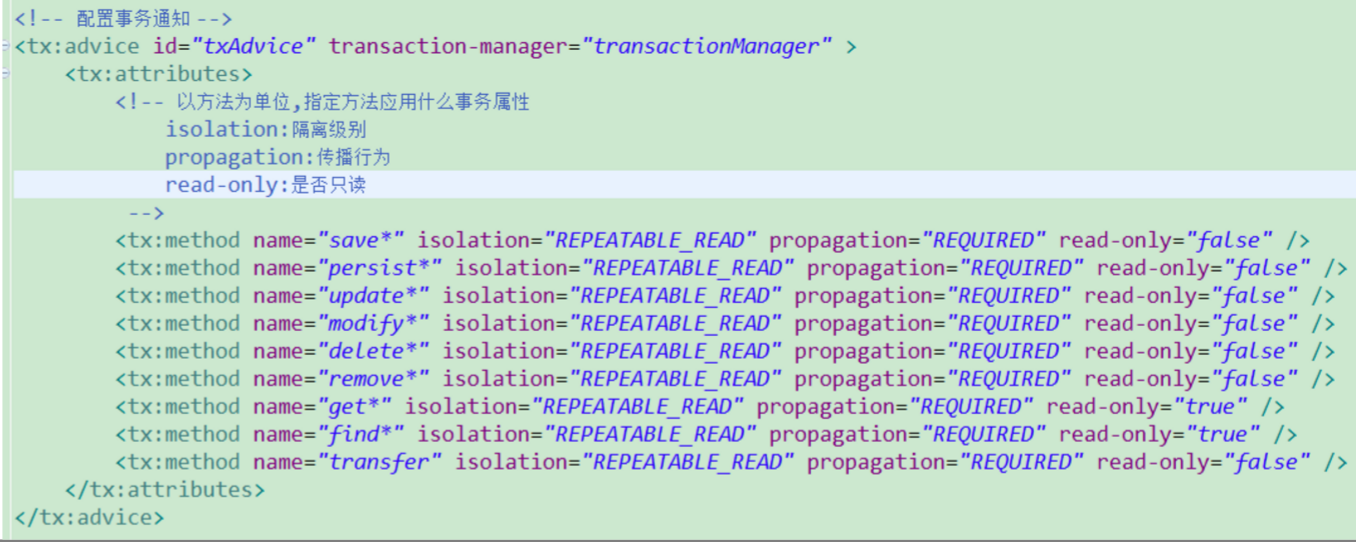 <!-- 配置事务通知 -->
<tx:advice id="txAdvice" transaction-manager="transactionManager" >
<tx:attributes>
<!-- 以方法为单位,指定方法应用什么事务属性
isolation:隔离级别
propagation:传播行为
read-only:是否只读
-->
<tx:method name="save*" isolation="REPEATABLE_READ" propagation="REQUIRED" read-only="false" />
<tx:method name="persist*" isolation="REPEATABLE_READ" propagation="REQUIRED" read-only="false" />
<tx:method name="update*" isolation="REPEATABLE_READ" propagation="REQUIRED" read-only="false" />
<tx:method name="modify*" isolation="REPEATABLE_READ" propagation="REQUIRED" read-only="false" />
<tx:method name="delete*" isolation="REPEATABLE_READ" propagation="REQUIRED" read-only="false" />
<tx:method name="remove*" isolation="REPEATABLE_READ" propagation="REQUIRED" read-only="false" />
<tx:method name="get*" isolation="REPEATABLE_READ" propagation="REQUIRED" read-only="true" />
<tx:method name="find*" isolation="REPEATABLE_READ" propagation="REQUIRED" read-only="true" />
<tx:method name="transfer" isolation="REPEATABLE_READ" propagation="REQUIRED" read-only="false" />
</tx:attributes>
</tx:advice>